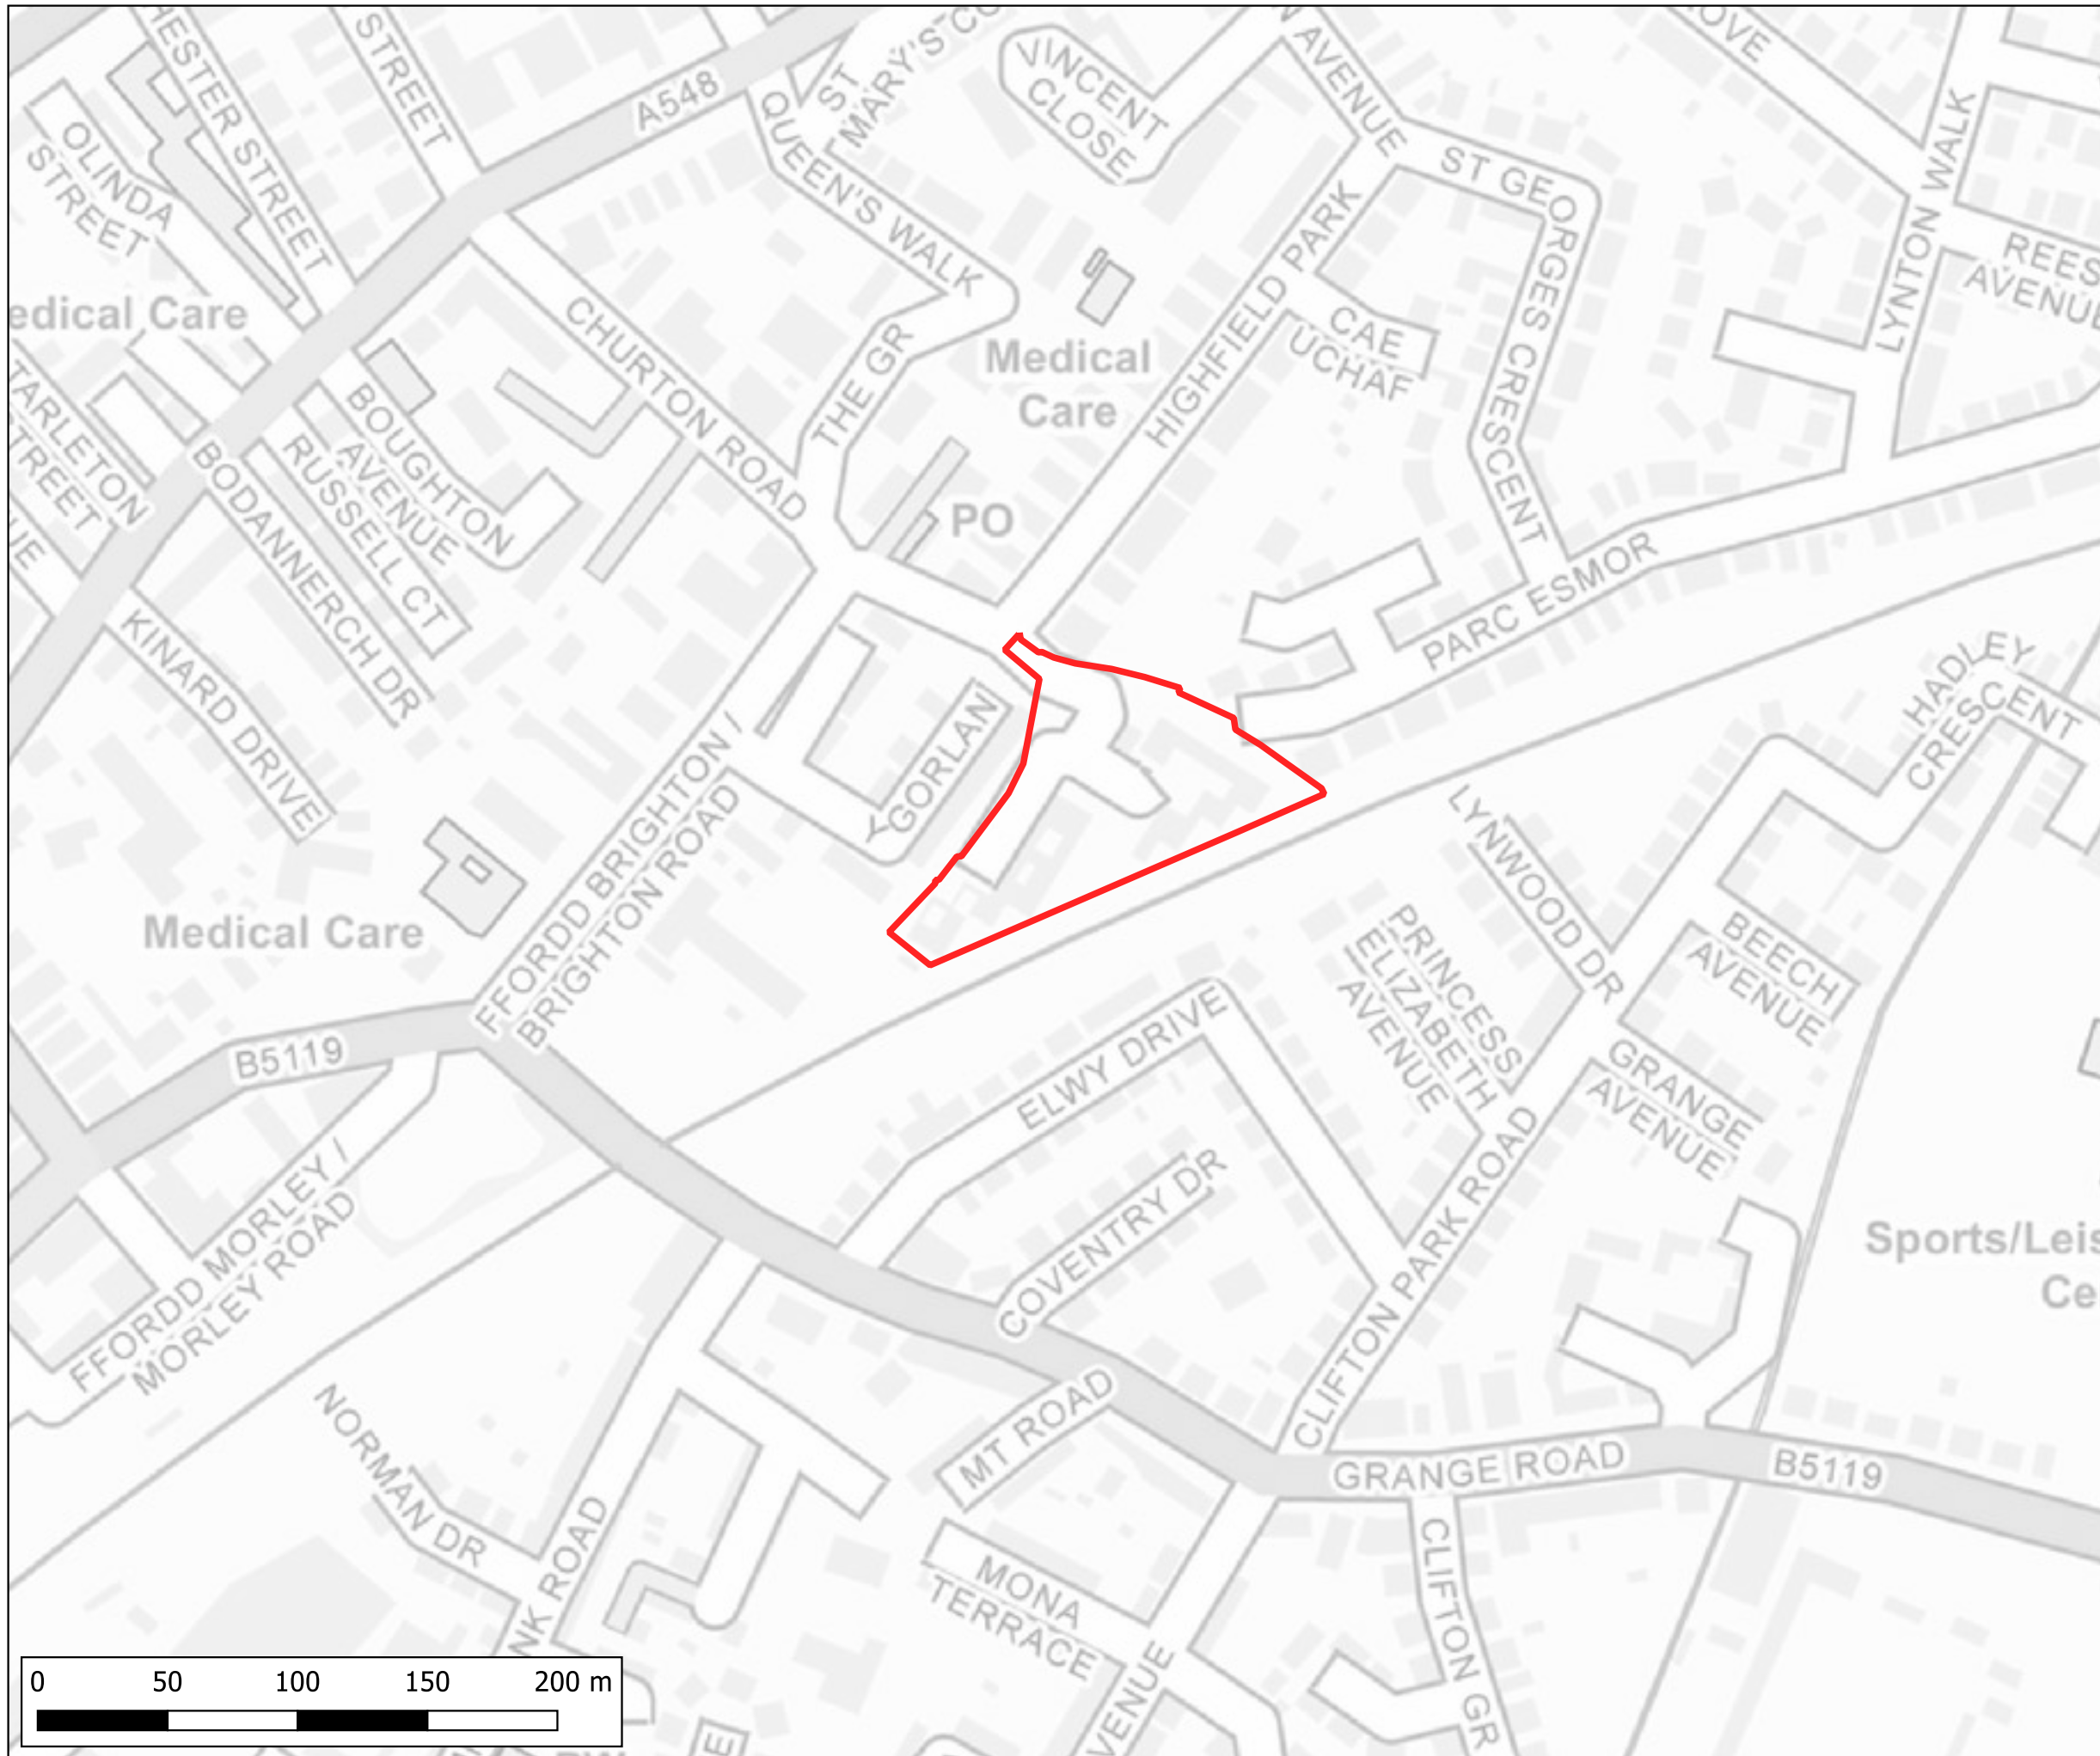 HESTER STREET
STREET
A548
ST
MARY'S CO
VINCENT
CLOSE
N AVENUE
ST GEORGES CRESCENT
OVE
LYNTON WALK
REES
AVENUE
OLINDA
STREET
QUEEN'S WALK
edical Care
CHURTON ROAD
THE GR
Medical
Care
HIGHFIELD PARK
CAE
UCHAF
TARLETON
STREET
UE
BOUGHTON
AVENUE
RUSSELL CT
BODANNERCH DR
PO
PARC ESMOR
KINARD DRIVE
HADLEY
CRESCENT
Y GORLAN
FFORDD BRIGHTON /
BRIGHTON ROAD
Medical Care
LYNWOOD DR
PRINCESS
ELIZABETH
AVENUE
BEECH
AVENUE
B5119
ELWY DRIVE
GRANGE
AVENUE
COVENTRY DR
CLIFTON PARK ROAD
FFORDD MORLEY /
MORLEY ROAD
Sports/Leis
Ce
NORMAN DR
MT ROAD
GRANGE ROAD
B5119
NK ROAD
MONA
TERRACE
CLIFTON GR
VENUE
0 50 100 150 200 m